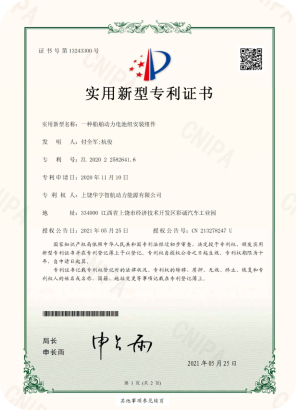 证书号第13243300号
实用新型专利证书
实用新型名称：一种船舶动力电池组安装组件
发 明 人：付全军;杨俊
专 利 号：ZL 2020 2 2582641.6
专利申请日：2020年11月10日
专 利 权 人：上饶华宇智航动力能源有限公司
地 址：334000 江西省上饶市经济技术开发区彩诚汽车工业园
授权公告日：2021年05月25日 授权公告号：CN 213278247 U
国家知识产权局依照中华人民共和国专利法经过初步审查，决定授予专利权，颁发实用
新型专利证书并在专利登记簿上予以登记。专利权自授权公告之日起生效。专利权期限为十
年，自申请日起算。
专利证书记载专利权登记时的法律状况。专利权的转移、质押、无效、终止、恢复和专利
权人的姓名或名称、国籍、地址变更等事项记载在专利登记簿上。
局长
申长雨
申长雨
2021年05月25日
第 1 页 (共 2 页)
其他事项参见续页
CNIPA